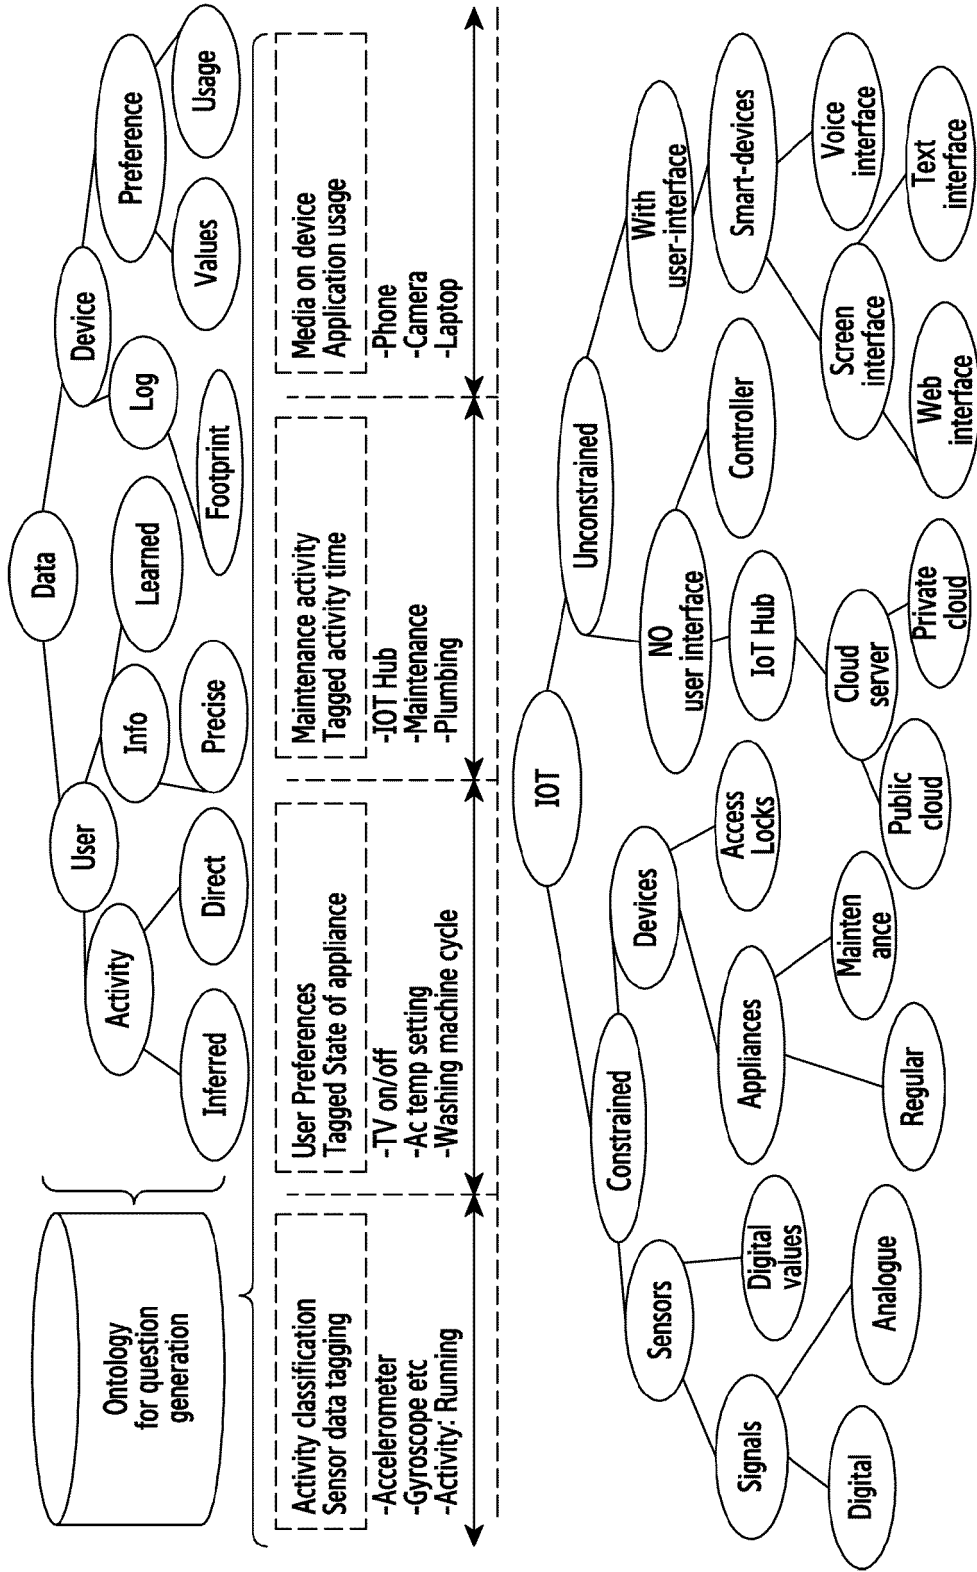 Ontology
for question
generation
Data
User
Device
Activity
Info
Learned
Log
Preference
Inferred
Direct
Precise
Footprint
Values
Usage
Activity classification
Sensor data tagging
-Accelerometer
-Gyroscope etc
-Activity: Running
User Preferences
Tagged State of appliance
-TV on/off
-Ac temp setting
-Washing machine cycle
Maintenance activity
Tagged activity time
-IOT Hub
-Maintenance
-Plumbing
Media on device
Application usage
-Phone
-Camera
-Laptop
IOT
Constrained
Unconstrained
Sensors
Devices
NO
user interface
With
user-interface
Signals
Digital
values
Appliances
Access
Locks
IoT Hub
Controller
Smart-devices
Digital
Analogue
Regular
Mainten
ance
Cloud
server
Public
cloud
Private
cloud
Screen
interface
Voice
interface
Web
interface
Text
interface